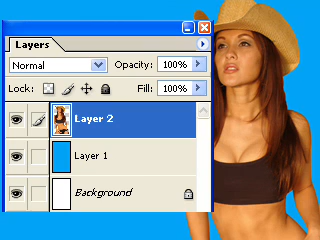 Layers
Normal Opacity: 100%
Lock: Fill: 100%
Layer 2
Layer 1
Background